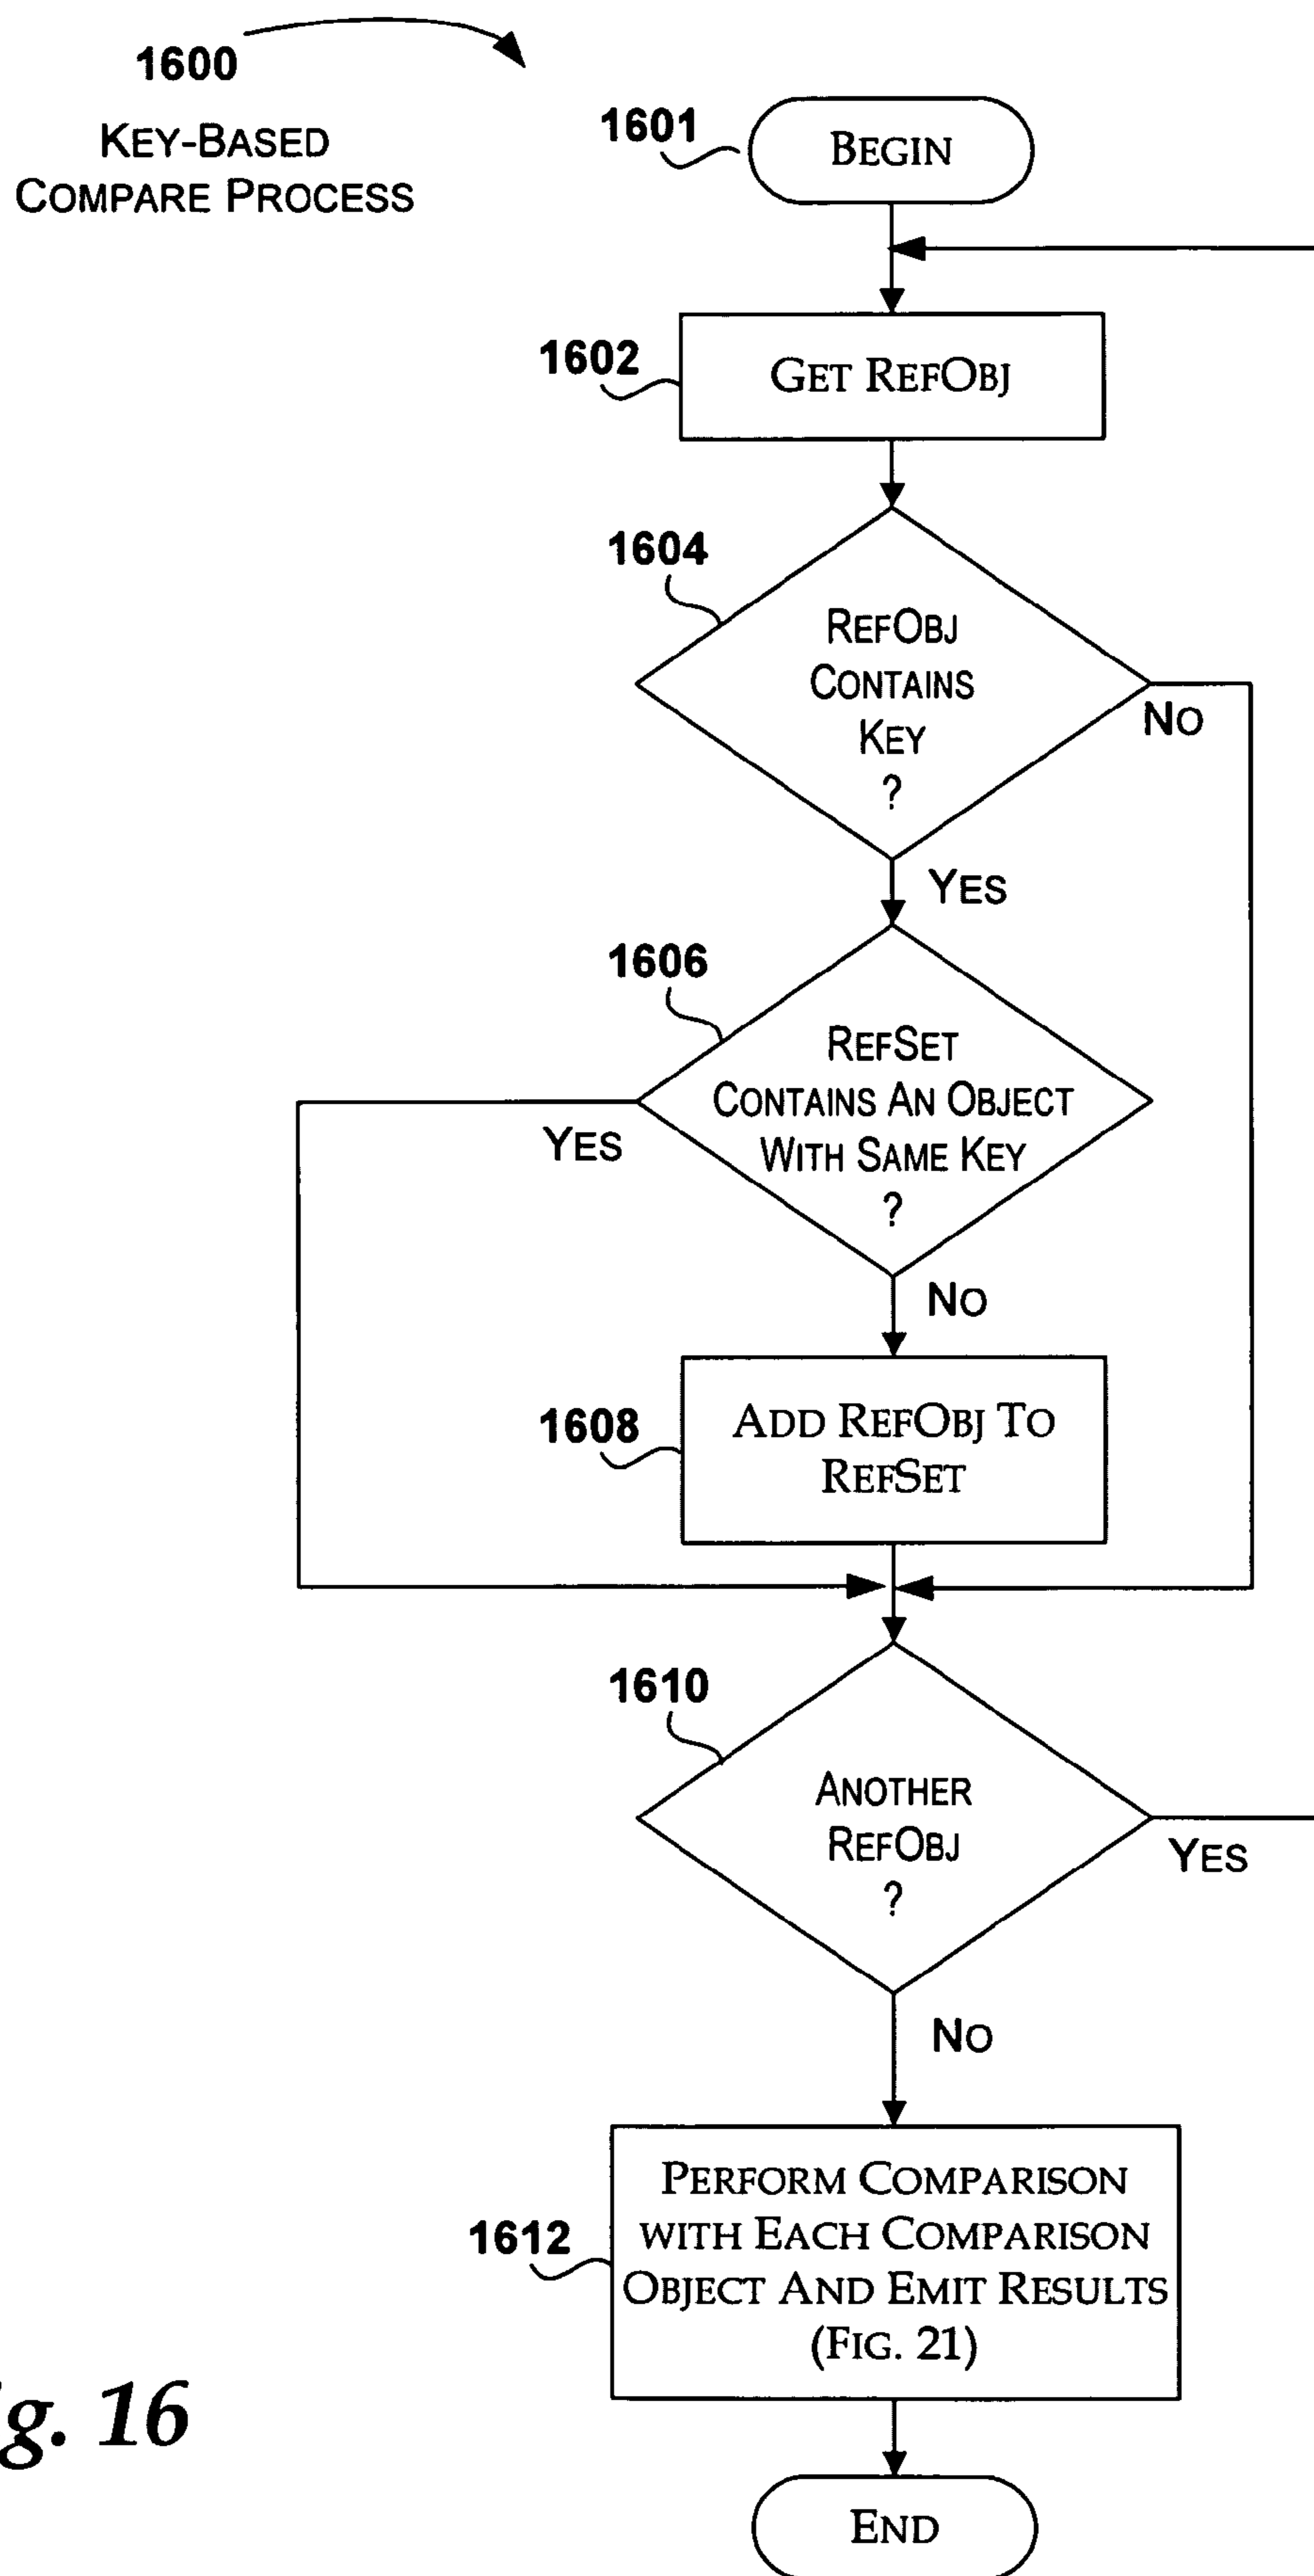 1600
KEY-BASED
COMPARE PROCESS
1601
BEGIN
1602
GET REFOBJ
1604
REFOBJ
CONTAINS
KEY
?
NO
YES
1606
REFSET
CONTAINS AN OBJECT
WITH SAME KEY
?
YES
NO
1608
ADD REFOBJ TO
REFSET
1610
ANOTHER
REFOBJ
?
YES
NO
1612
PERFORM COMPARISON
WITH EACH COMPARISON
OBJECT AND EMIT RESULTS
(FIG. 21)
g. 16
END